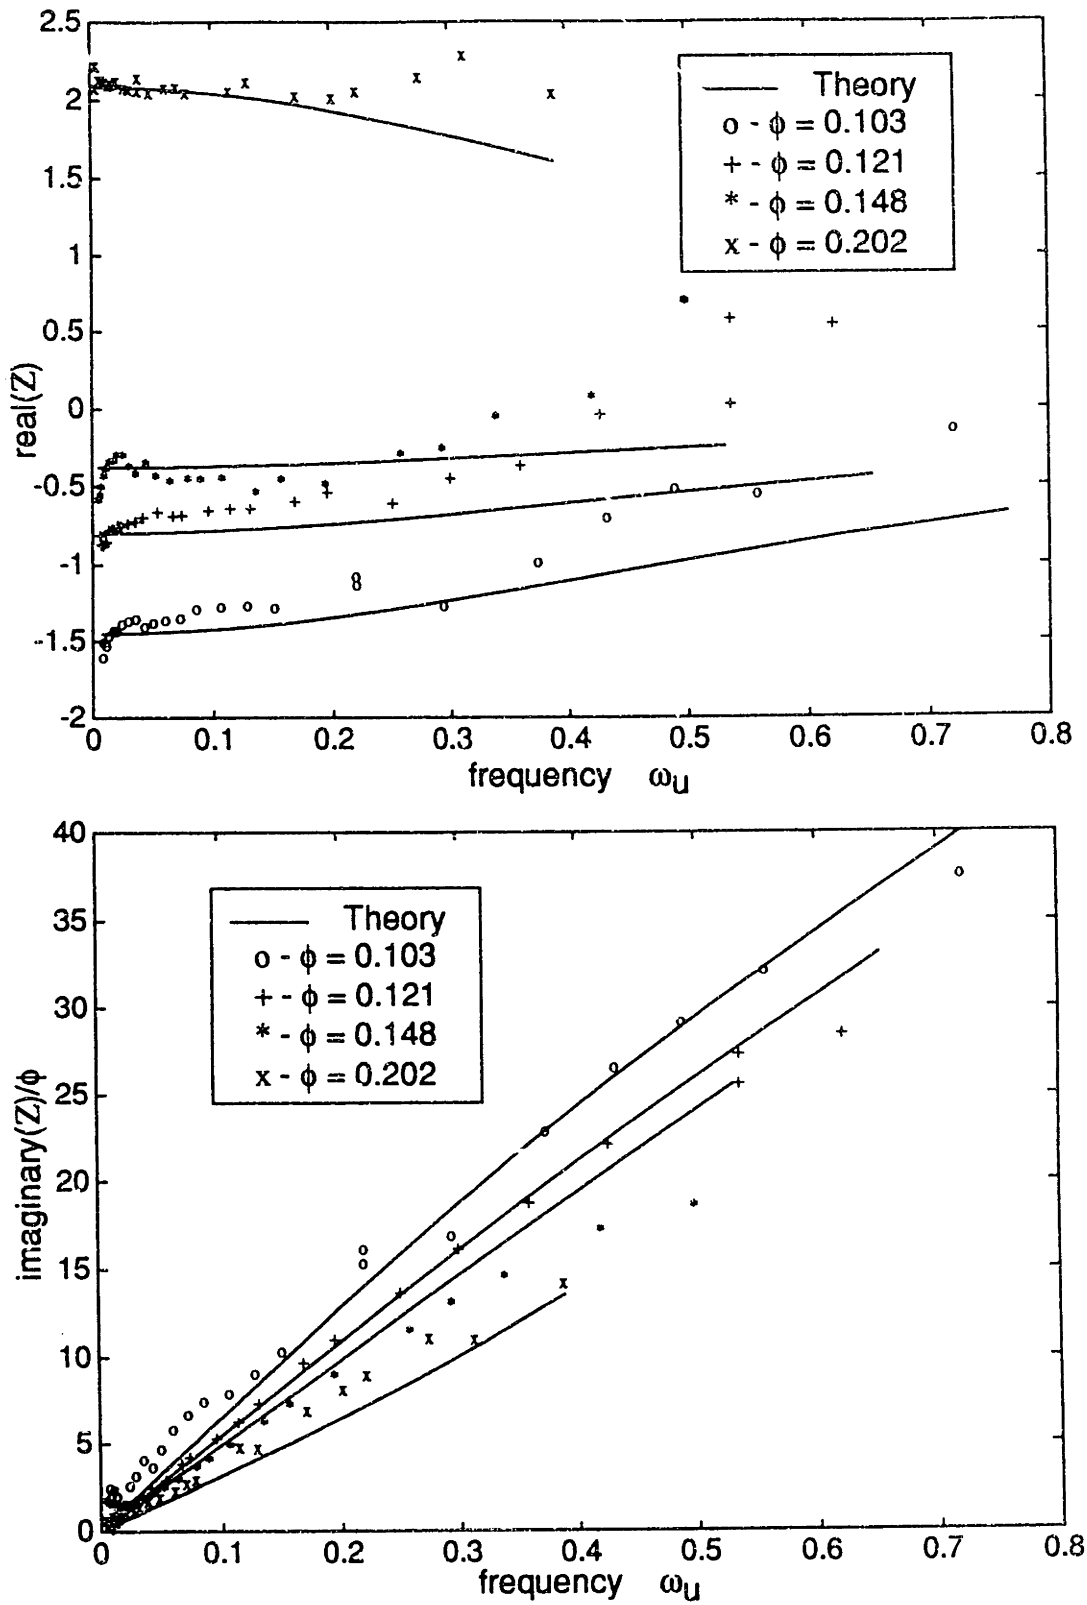 2.5
2
1.5
1
0.5
0
-0.5
-1
-1.5
-2
real(Z)
Theory
o - ϕ = 0.103
+ - ϕ = 0.121
* - ϕ = 0.148
x - ϕ = 0.202
0 0.1 0.2 0.3 0.4 0.5 0.6 0.7 0.8
frequency ωu
40
35
30
25
20
15
10
5
0
imaginary(Z)/ϕ
Theory
o - ϕ = 0.103
+ - ϕ = 0.121
* - ϕ = 0.148
x - ϕ = 0.202
0 0.1 0.2 0.3 0.4 0.5 0.6 0.7 0.8
frequency ωu